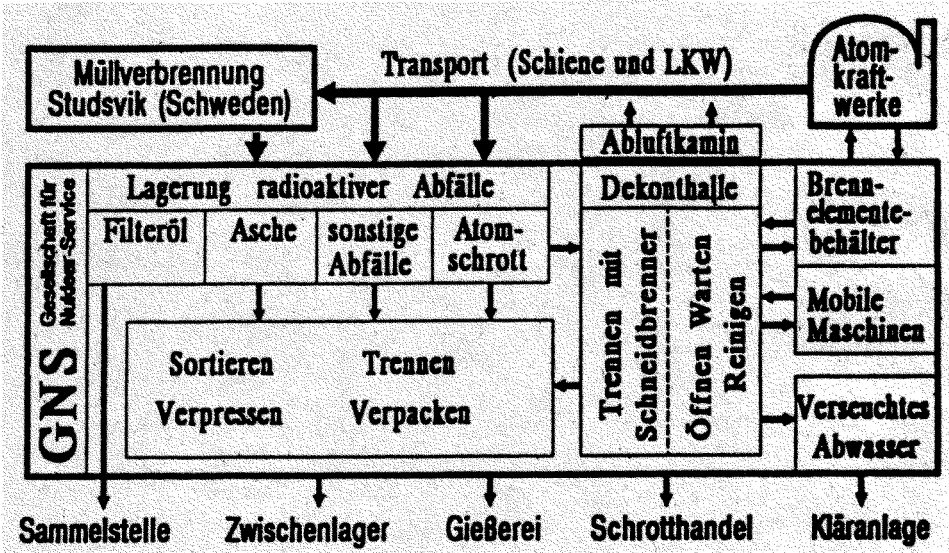 Müllverbrennung
Studsvik (Schweden)
Transport (Schiene und LKW)
Atom-
kraft-
werke
Abluftkamin
GNS Gesellschaft für
Nuklear-Service
Lagerung radioaktiver Abfälle
Filteröl
Asche
sonstige
Abfälle
Atom-
schrott
Dekonthalle
Trennen mit
Schneidbrenner
Öffnen Warten
Reinigen
Brenn-
elemente-
behälter
Mobile
Maschinen
Verseuchtes
Abwasser
Sortieren Trennen
Verpressen Verpacken
Sammelstelle
Zwischenlager
Gießerei
Schrotthandel
Kläranlage